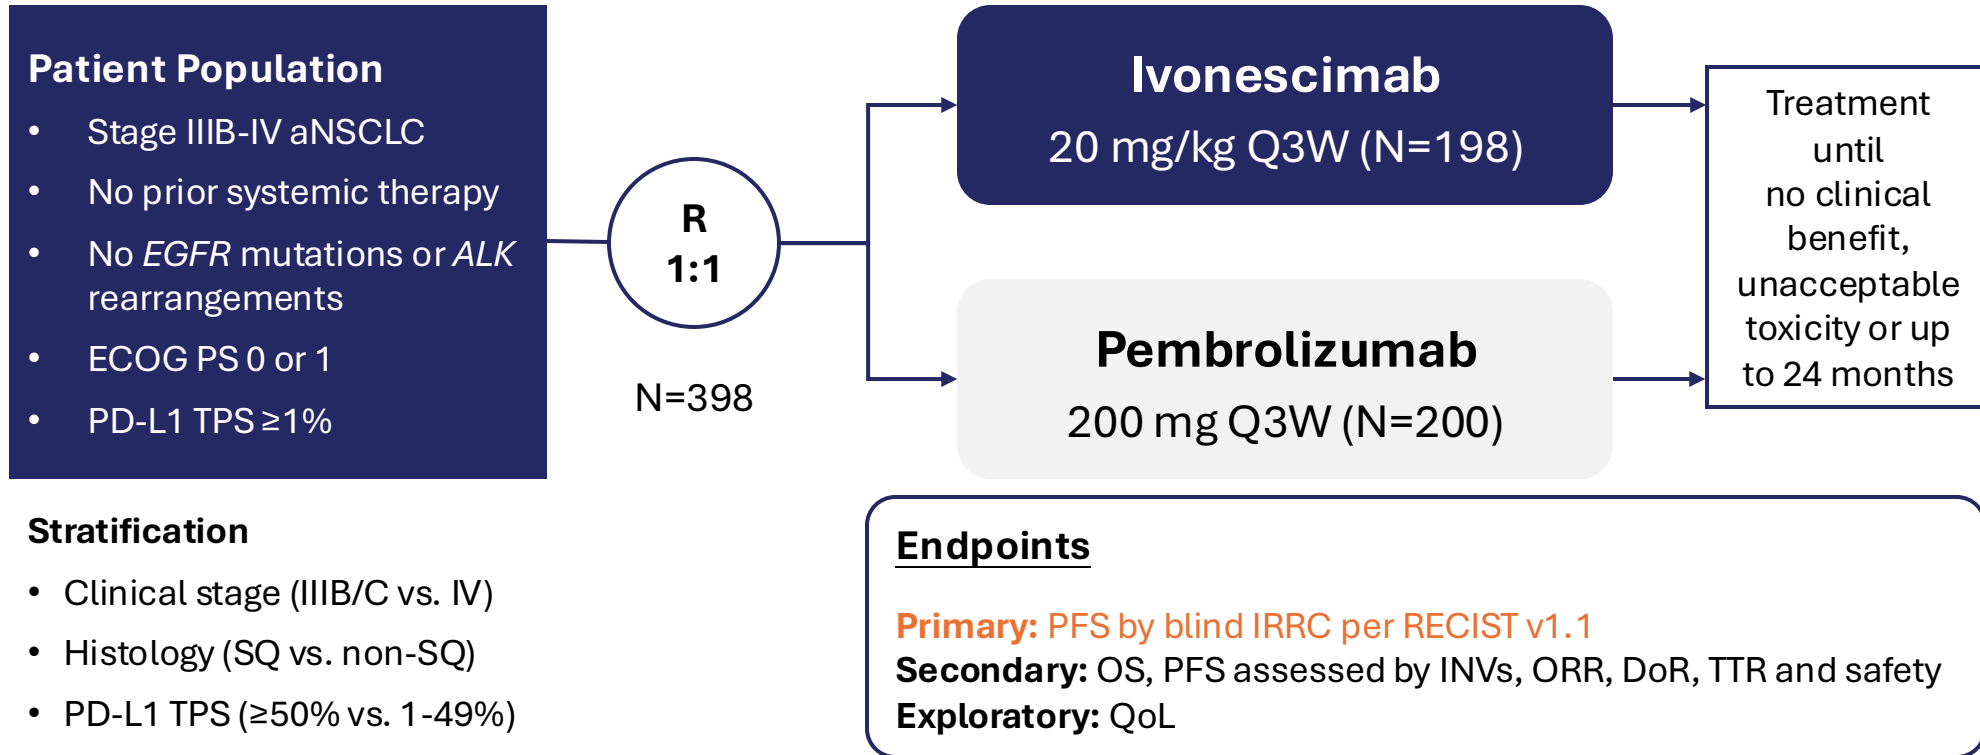 Patient Population
• Stage IIIB-IV aNSCLC
• No prior systemic therapy
• No EGFR mutations or ALK
rearrangements
• ECOG PS 0 or 1
• PD-L1 TPS ≥1%
Stratification
• Clinical stage (IIIB/C vs. IV)
• Histology (SQ vs. non-SQ)
• PD-L1 TPS (≥50% vs. 1-49%)
R
1:1
N=398
Ivonescimab
20 mg/kg Q3W (N=198)
Pembrolizumab
200 mg Q3W (N=200)
Treatment
until
no clinical
benefit,
unacceptable
toxicity or up
to 24 months
Endpoints
Primary: PFS by blind IRRC per RECIST v1.1
Secondary: OS, PFS assessed by INVs, ORR, DoR, TTR and safety
Exploratory: QoL